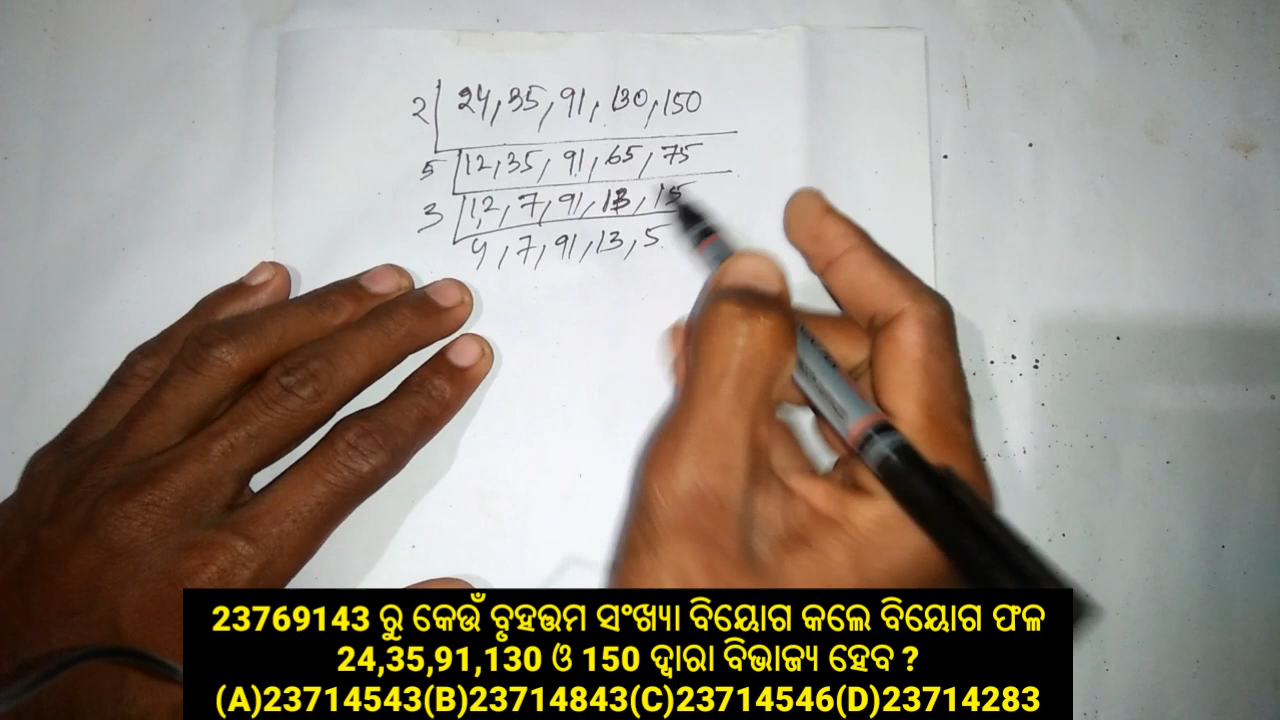 2 24, 35, 91, 130, 150
5 12, 35, 91, 65, 75
3 12, 7, 91, 13, 15
4, 7, 91, 13, 5
23769143 ରୁ କେଉଁ ବୃହତ୍ତମ ସଂଖ୍ୟା ବିୟୋଗ କଲେ ବିୟୋଗ ଫଳ
24,35,91,130 ଓ 150 ଦ୍ୱାରା ବିଭାଜ୍ୟ ହେବ ?
(A)23714543(B)23714843(C)23714546(D)23714283